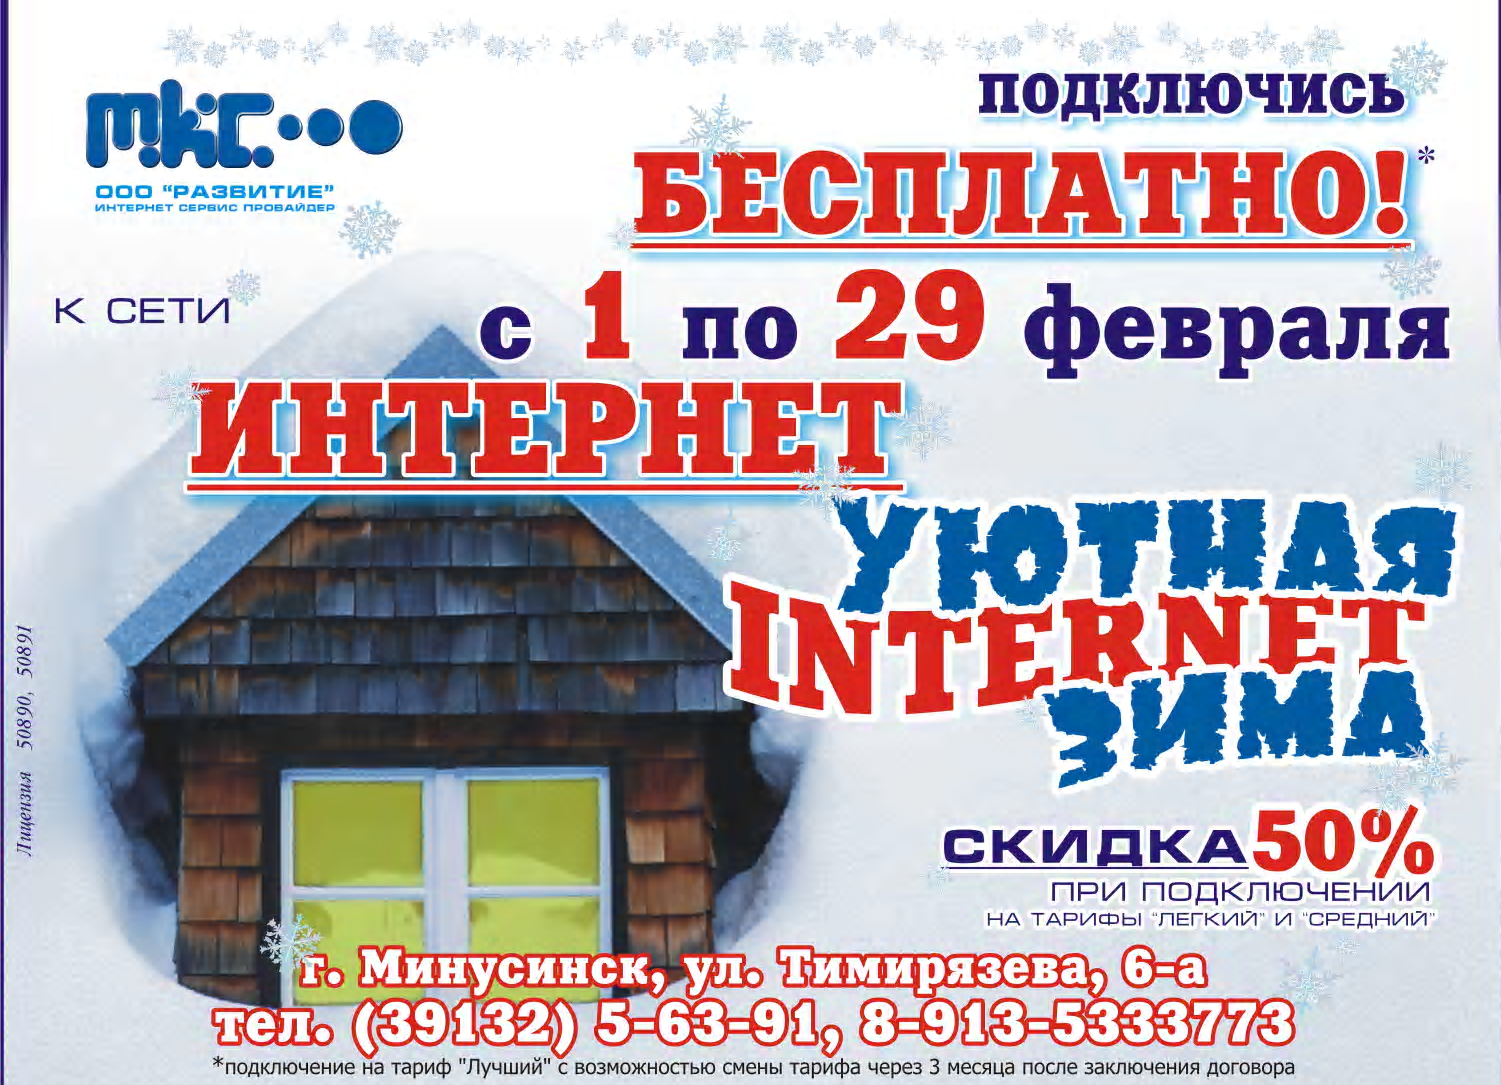 мкс
ООО "РАЗВИТИЕ"
ИНТЕРНЕТ СЕРВИС ПРОВАЙДЕР
ПОДКЛЮЧИСЬ
БЕСПЛАТНО!*
К СЕТИ
с 1 по 29 февраля
ИНТЕРНЕТ
УЮТНАЯ
INTERNET
ЗИМА
СКИДКА 50%
ПРИ ПОДКЛЮЧЕНИИ
НА ТАРИФЫ "ЛЕГКИЙ" И "СРЕДНИЙ"
г. Минусинск, ул. Тимирязева, 6-а
тел. (39132) 5-63-91, 8-913-5333773
*подключение на тариф "Лучший" с возможностью смены тарифа через 3 месяца после заключения договора
Лицензия 50890, 50891